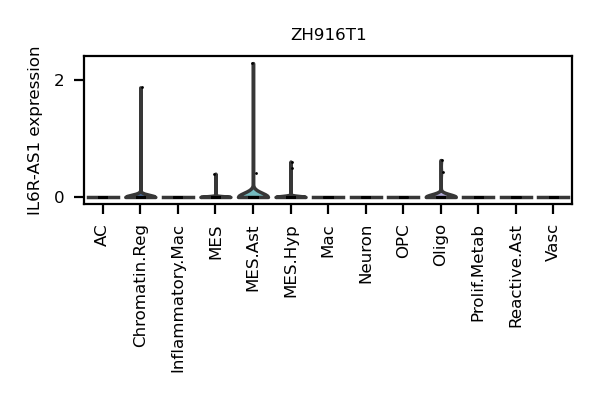 ZH916T1
IL6R-AS1 expression
2
0
AC
Chromatin.Reg
Inflammatory.Mac
MES
MES.Ast
MES.Hyp
Mac
Neuron
OPC
Oligo
Prolif.Metab
Reactive.Ast
Vasc